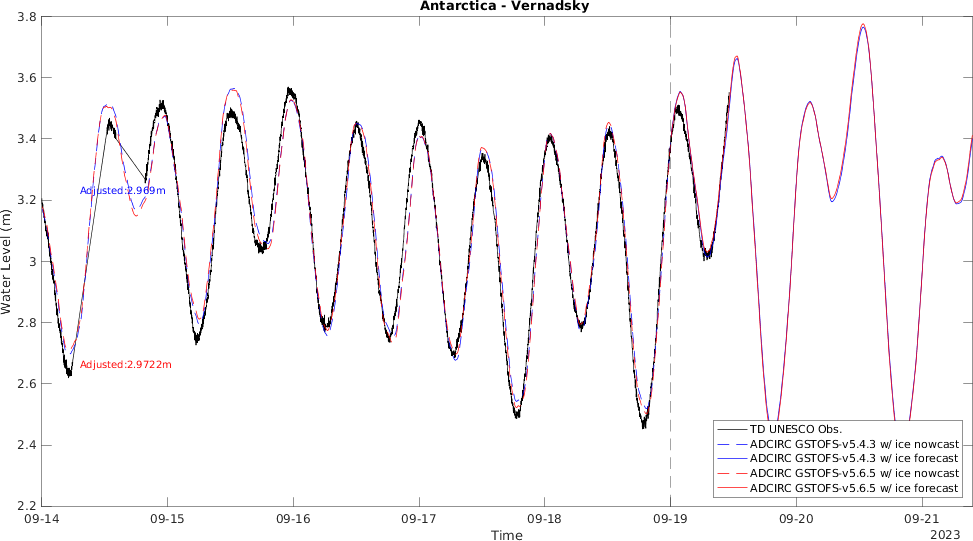 Antarctica - Vernadsky
3.8
3.6
3.4
3.2
3
2.8
2.6
2.4
2.2
Water Level (m)
Adjusted:2.969m
Adjusted:2.9722m
TD UNESCO Obs.
ADCIRC GSTOFS-v5.4.3 w/ ice nowcast
ADCIRC GSTOFS-v5.4.3 w/ ice forecast
ADCIRC GSTOFS-v5.6.5 w/ ice nowcast
ADCIRC GSTOFS-v5.6.5 w/ ice forecast
09-14 09-15 09-16 09-17 09-18 09-19 09-20 09-21
Time
2023